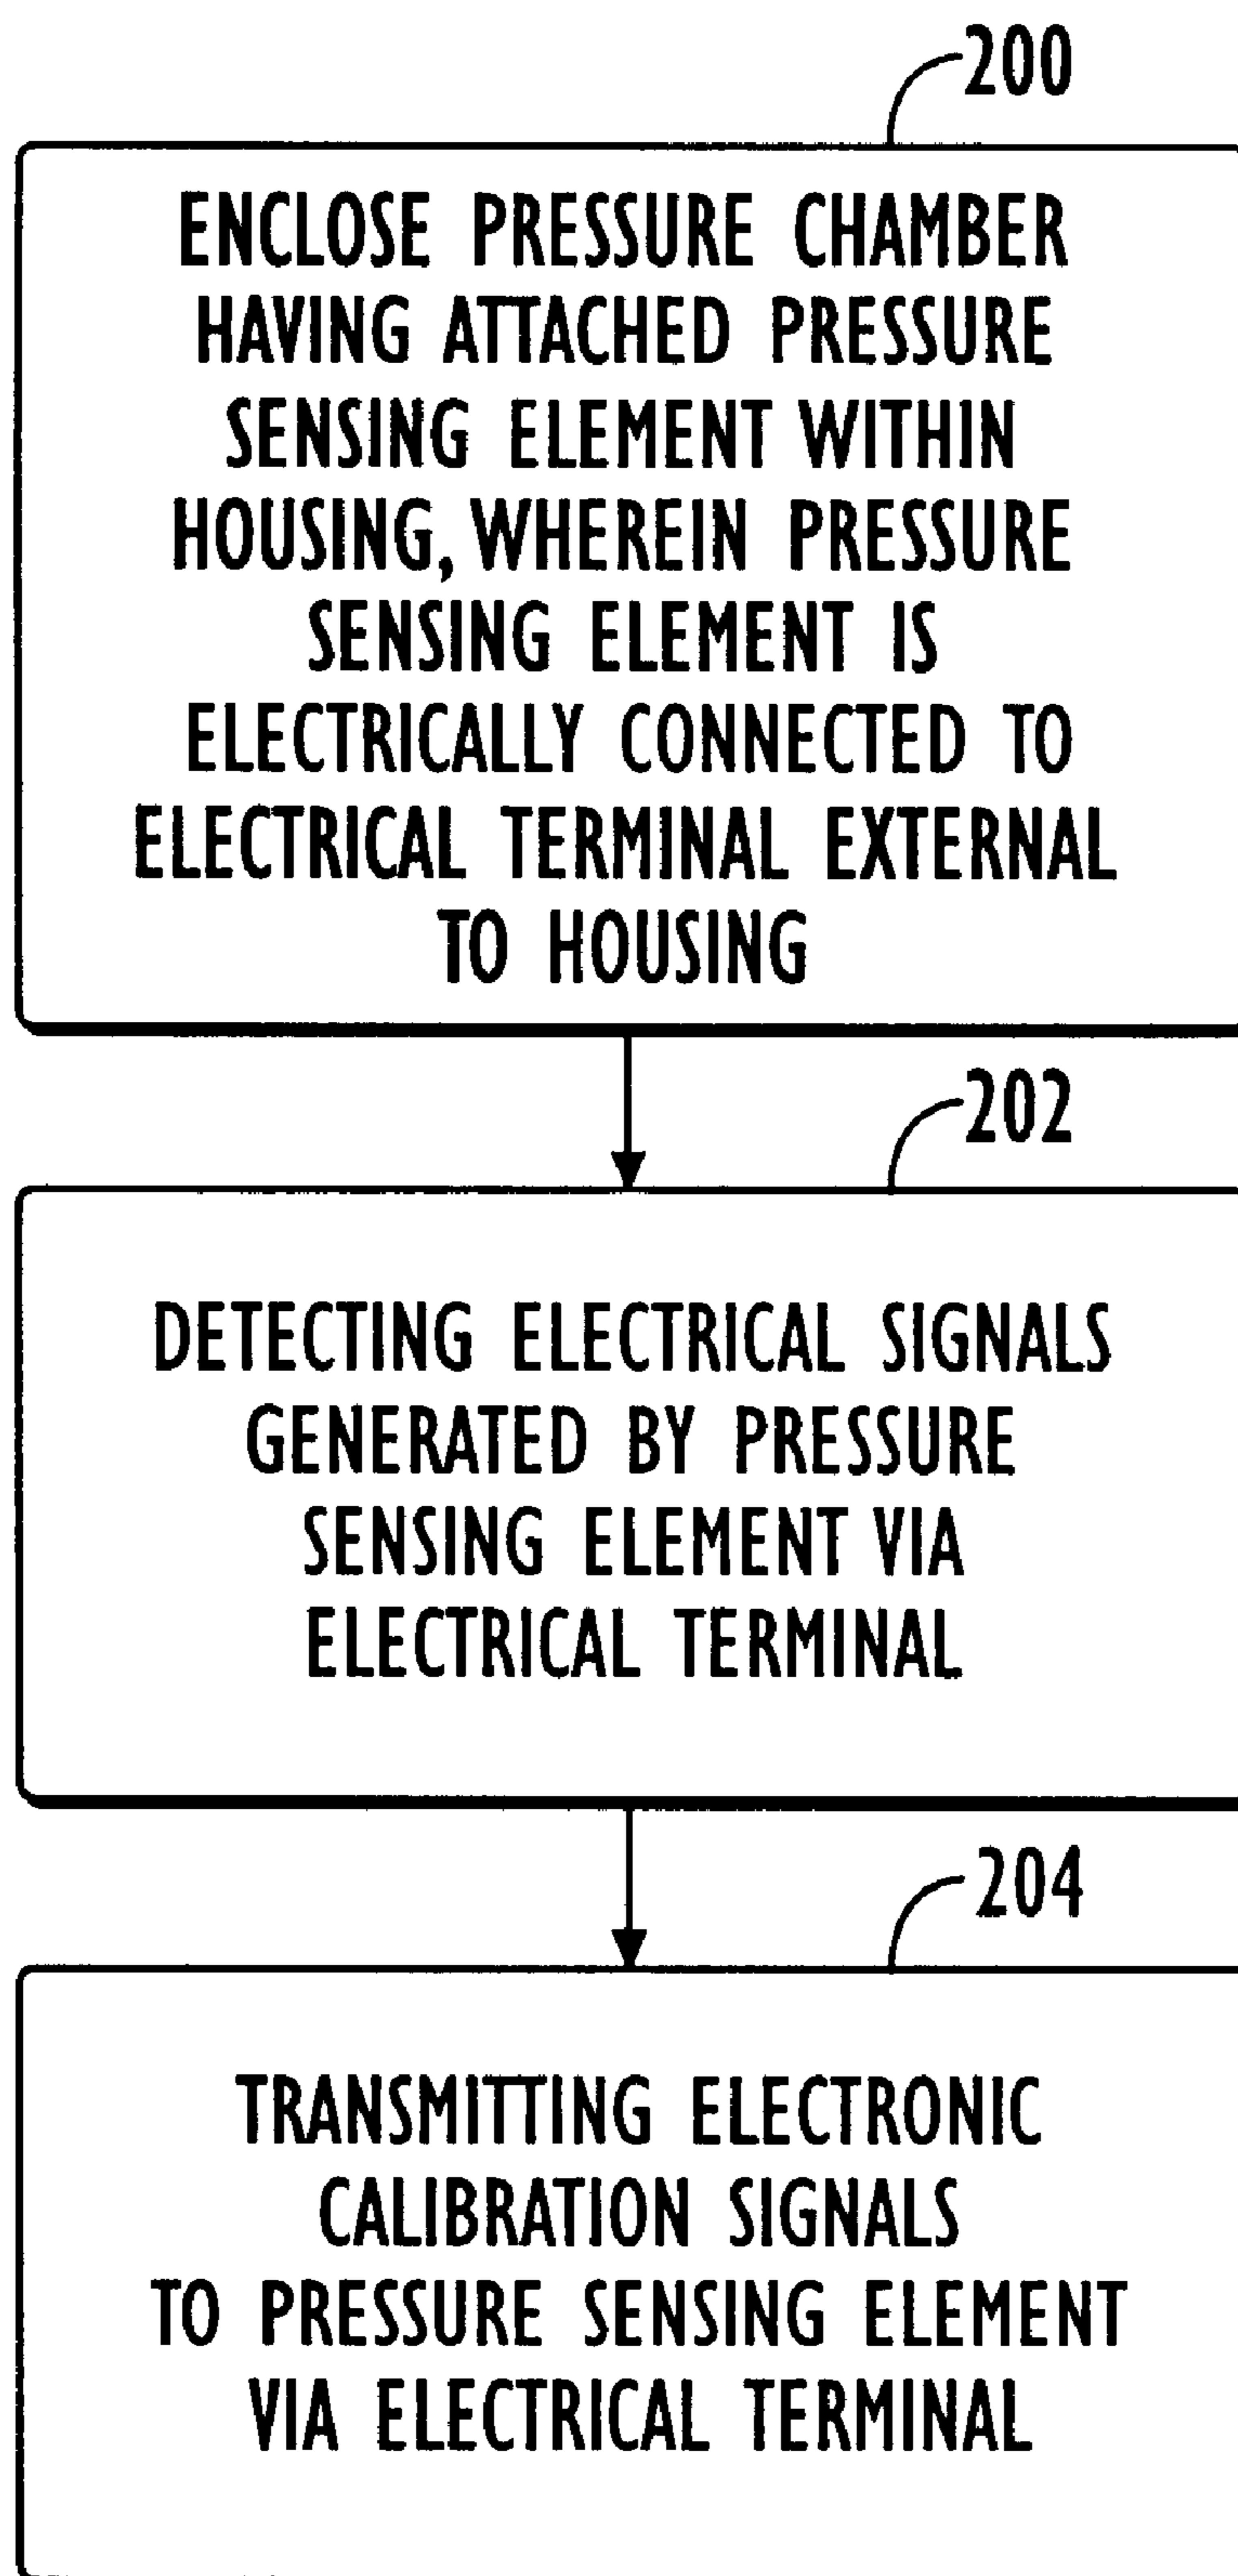 200
ENCLOSE PRESSURE CHAMBER
HAVING ATTACHED PRESSURE
SENSING ELEMENT WITHIN
HOUSING, WHEREIN PRESSURE
SENSING ELEMENT IS
ELECTRICALLY CONNECTED TO
ELECTRICAL TERMINAL EXTERNAL
TO HOUSING
202
DETECTING ELECTRICAL SIGNALS
GENERATED BY PRESSURE
SENSING ELEMENT VIA
ELECTRICAL TERMINAL
204
TRANSMITTING ELECTRONIC
CALIBRATION SIGNALS
TO PRESSURE SENSING ELEMENT
VIA ELECTRICAL TERMINAL